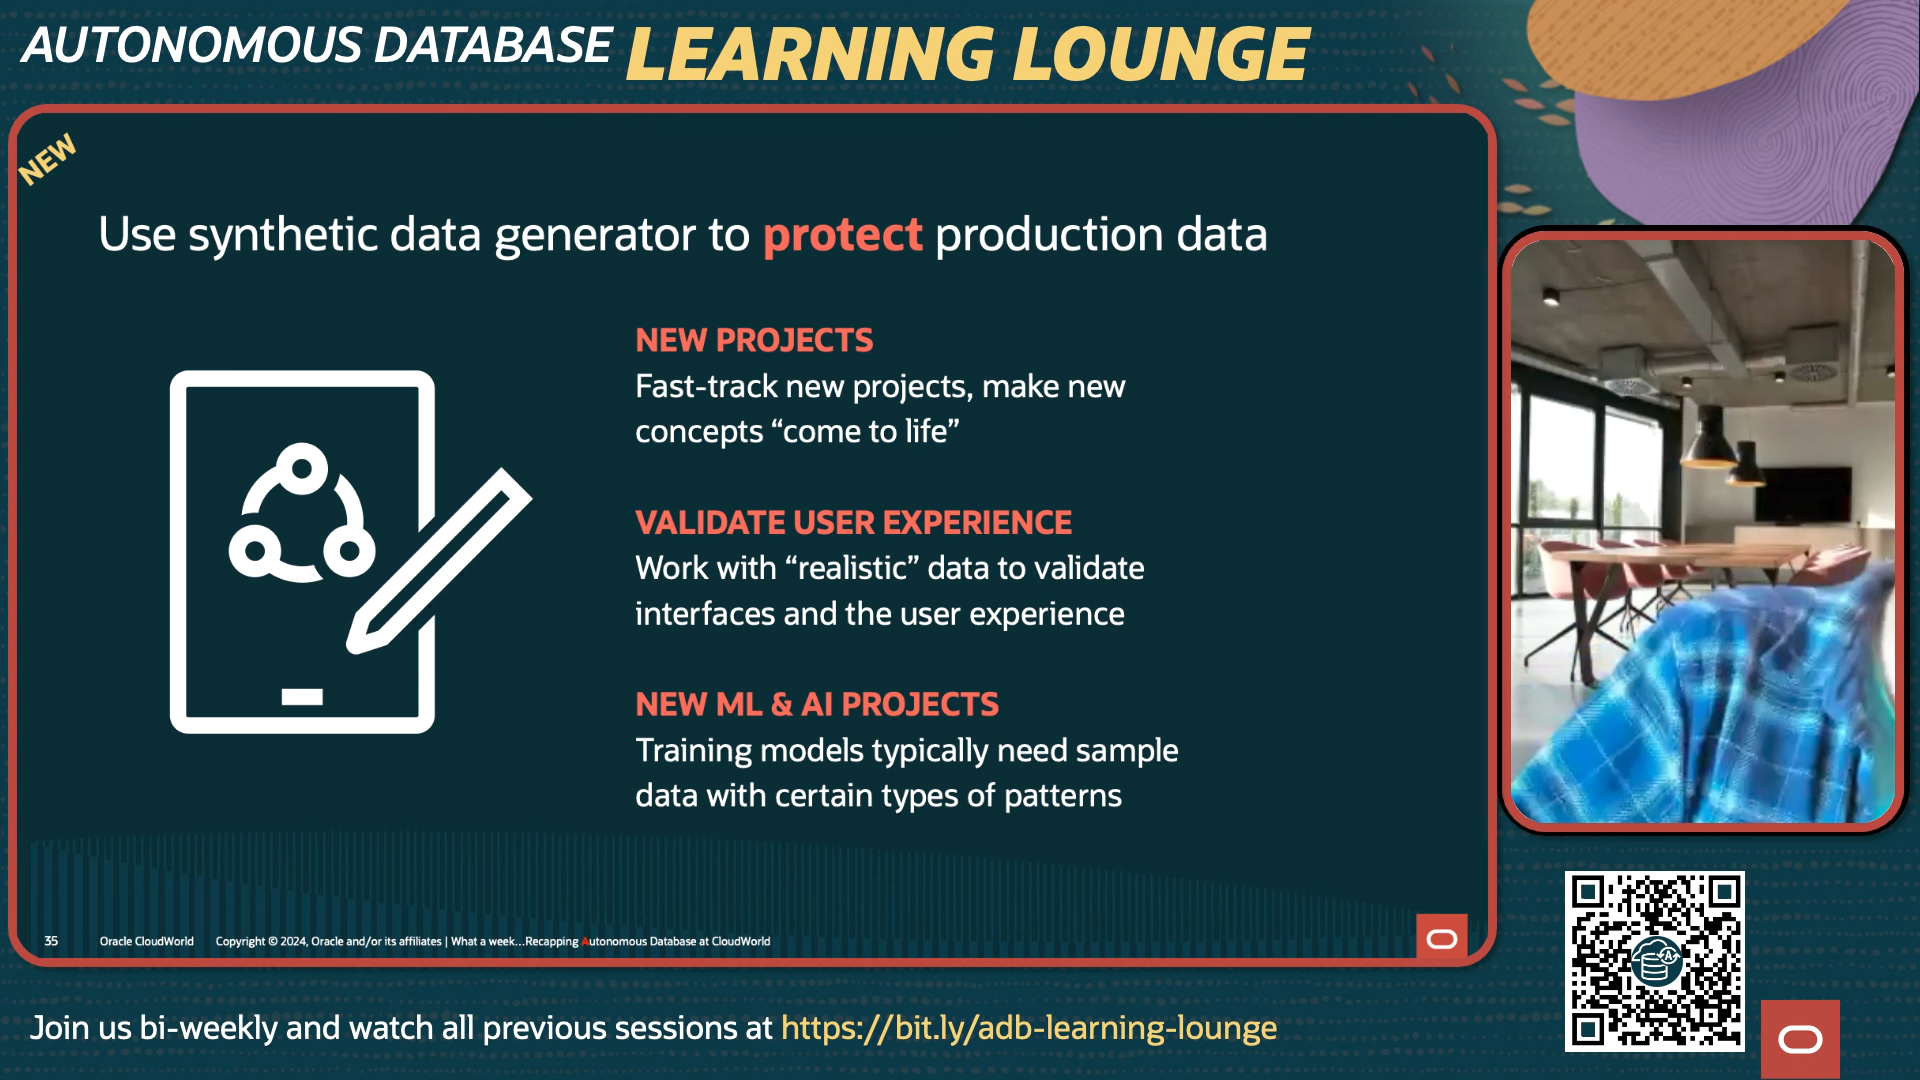 AUTONOMOUS DATABASE LEARNING LOUNGE
NEW
Use synthetic data generator to protect production data
NEW PROJECTS
Fast-track new projects, make new
concepts “come to life”
VALIDATE USER EXPERIENCE
Work with “realistic” data to validate
interfaces and the user experience
NEW ML & AI PROJECTS
Training models typically need sample
data with certain types of patterns
35 Oracle CloudWorld Copyright © 2024, Oracle and/or its affiliates | What a week...Recapping Autonomous Database at CloudWorld
A
Join us bi-weekly and watch all previous sessions at https://bit.ly/adb-learning-lounge